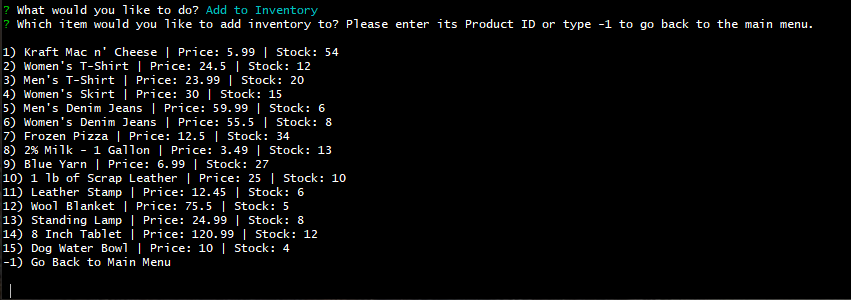 ? What would you like to do? Add to Inventory
? Which item would you like to add inventory to? Please enter its Product ID or type -1 to go back to the main menu.
1) Kraft Mac n' Cheese | Price: 5.99 | Stock: 54
2) Women's T-Shirt | Price: 24.5 | Stock: 12
3) Men's T-Shirt | Price: 23.99 | Stock: 20
4) Women's Skirt | Price: 30 | Stock: 15
5) Men's Denim Jeans | Price: 59.99 | Stock: 6
6) Women's Denim Jeans | Price: 55.5 | Stock: 8
7) Frozen Pizza | Price: 12.5 | Stock: 34
8) 2% Milk - 1 Gallon | Price: 3.49 | Stock: 13
9) Blue Yarn | Price: 6.99 | Stock: 27
10) 1 lb of Scrap Leather | Price: 25 | Stock: 10
11) Leather Stamp | Price: 12.45 | Stock: 6
12) Wool Blanket | Price: 75.5 | Stock: 5
13) Standing Lamp | Price: 24.99 | Stock: 8
14) 8 Inch Tablet | Price: 120.99 | Stock: 12
15) Dog Water Bowl | Price: 10 | Stock: 4
-1) Go Back to Main Menu